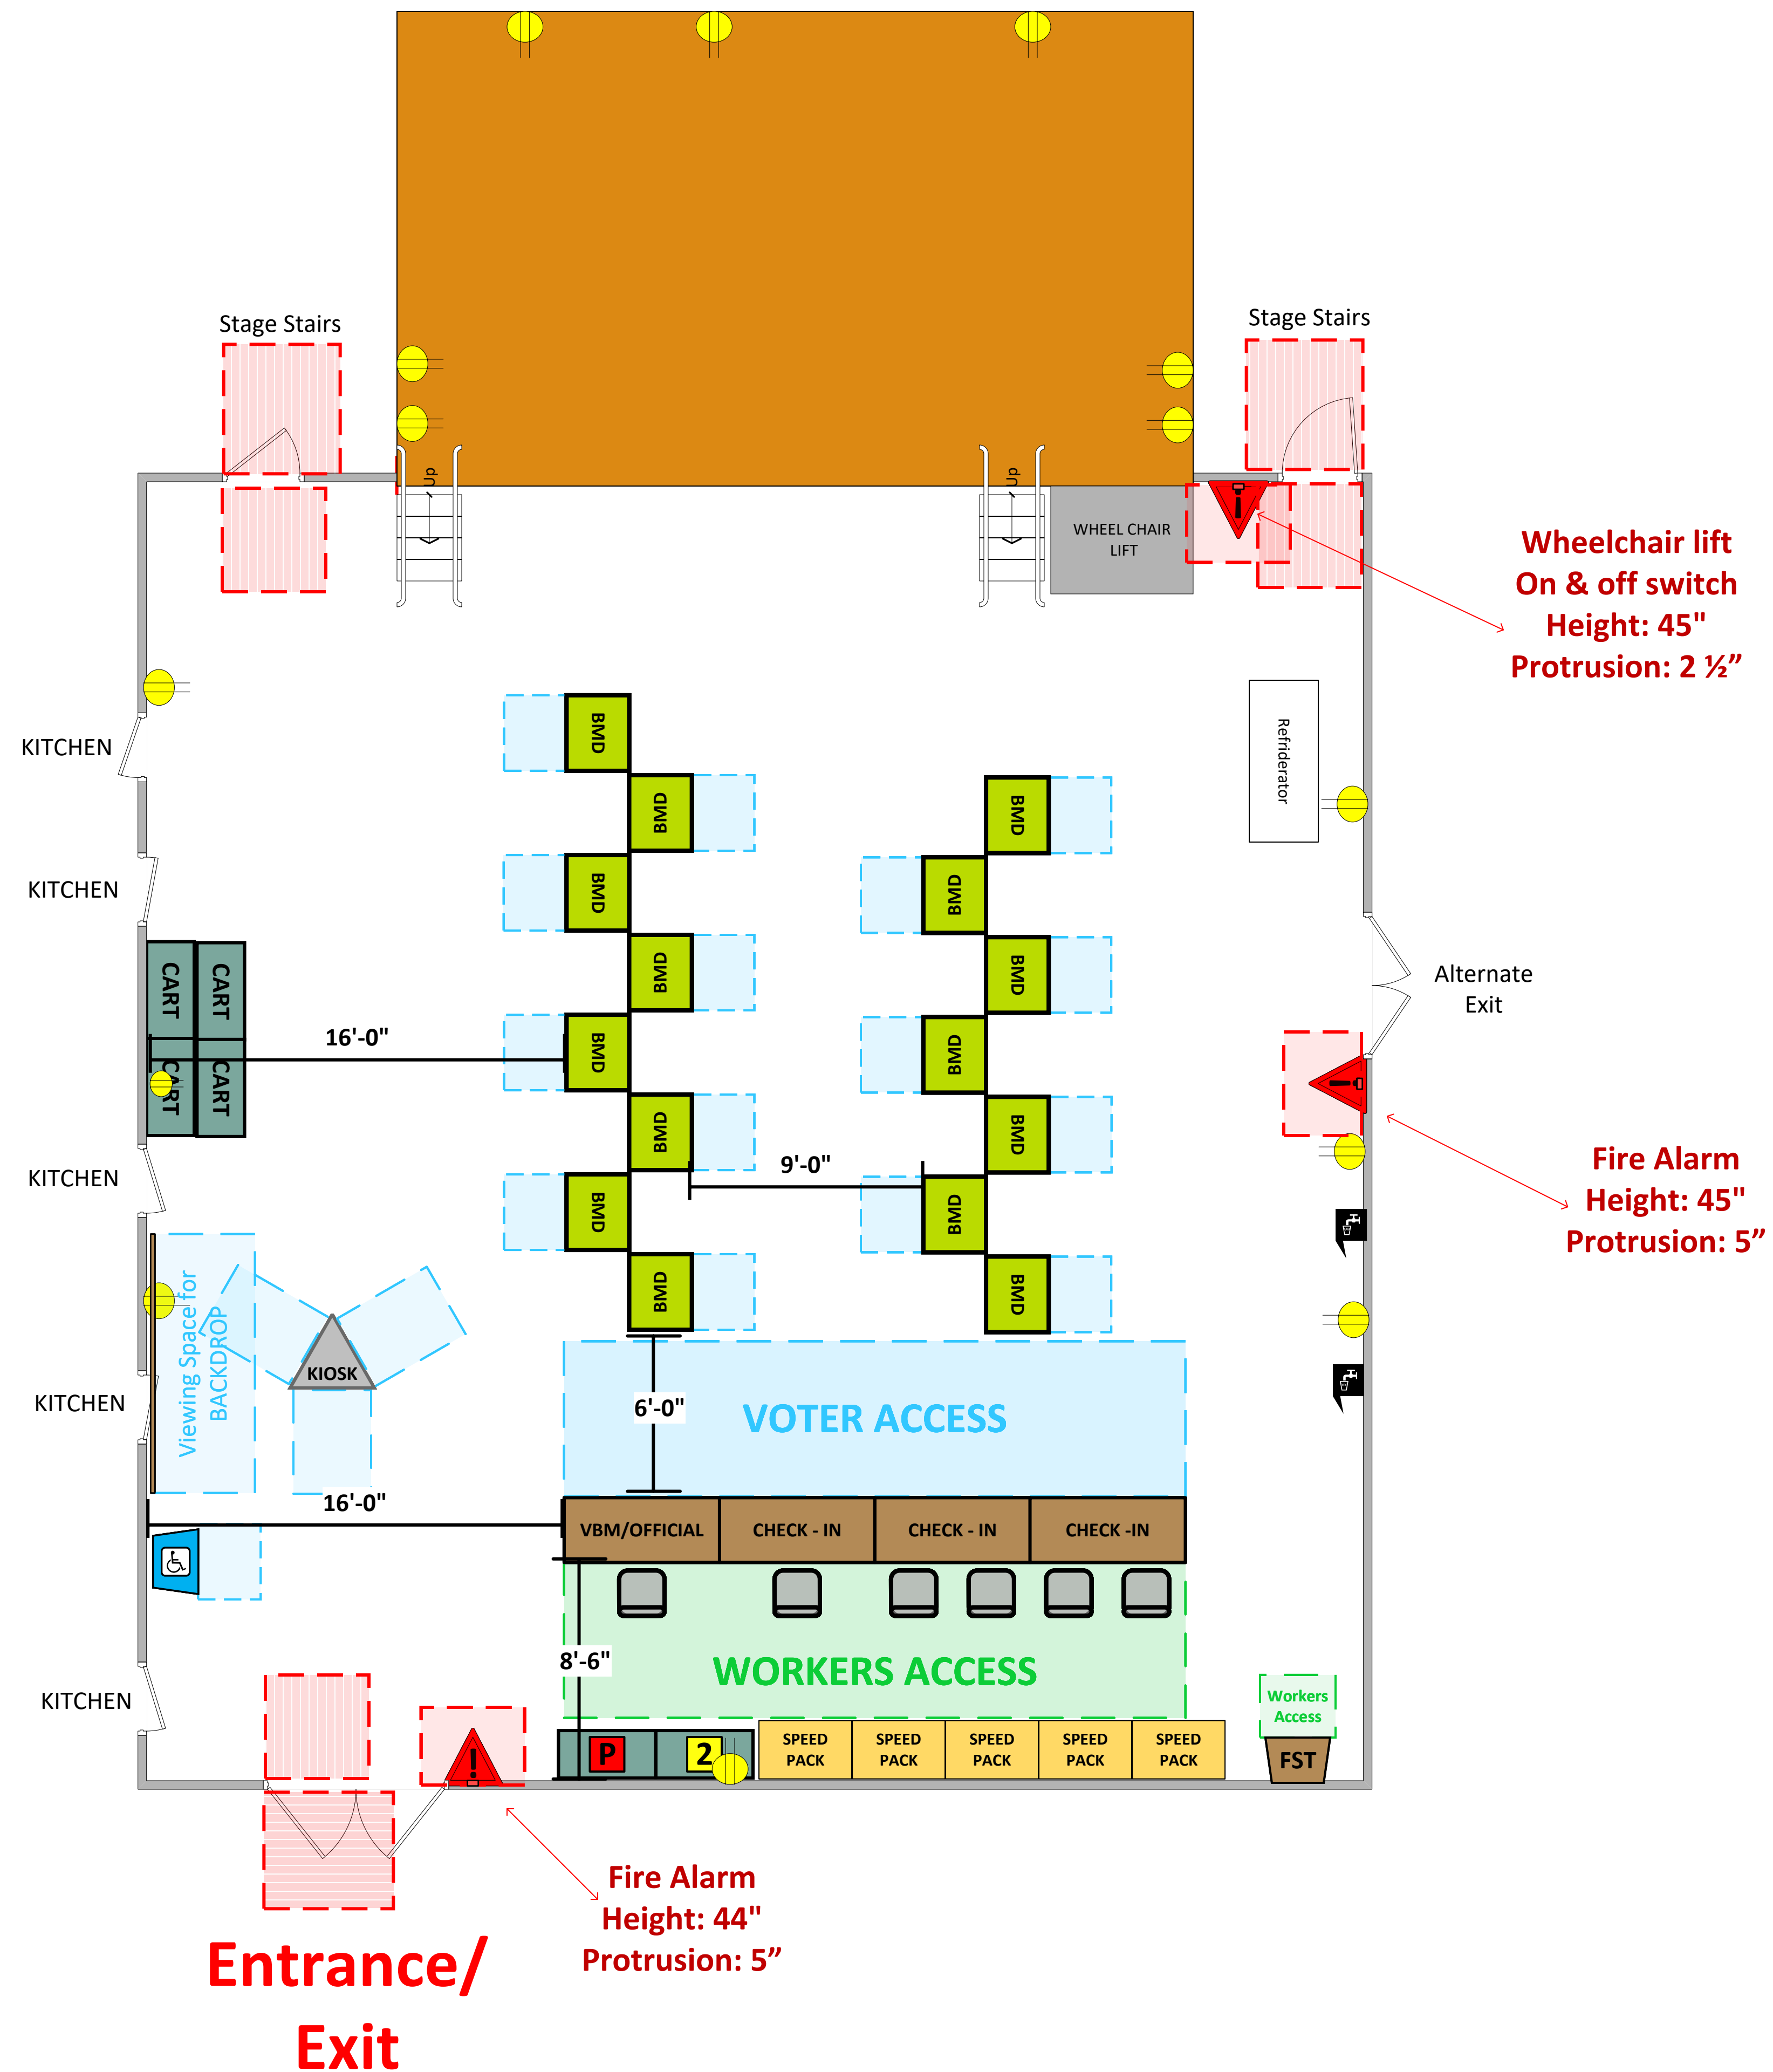 Stage Stairs
Stage Stairs
Up
Up
WHEEL CHAIR
LIFT
Wheelchair lift
On & off switch
Height: 45"
Protrusion: 2 ½”
KITCHEN
BMD
BMD
BMD
Refriderator
KITCHEN
BMD
BMD
BMD
BMD
CART
CART
Alternate
Exit
16'-0"
BMD
BMD
CART
CART
BMD
BMD
9'-0"
Fire Alarm
Height: 45"
Protrusion: 5”
KITCHEN
BMD
BMD
BMD
BMD
Viewing Space for
BACKDROP
KIOSK
KITCHEN
6'-0"
VOTER ACCESS
16'-0"
VBM/OFFICIAL
CHECK - IN
CHECK - IN
CHECK -IN
8'-6"
WORKERS ACCESS
KITCHEN
Workers
Access
P
2
SPEED
PACK
SPEED
PACK
SPEED
PACK
SPEED
PACK
SPEED
PACK
FST
Fire Alarm
Height: 44"
Protrusion: 5”
Entrance/
Exit